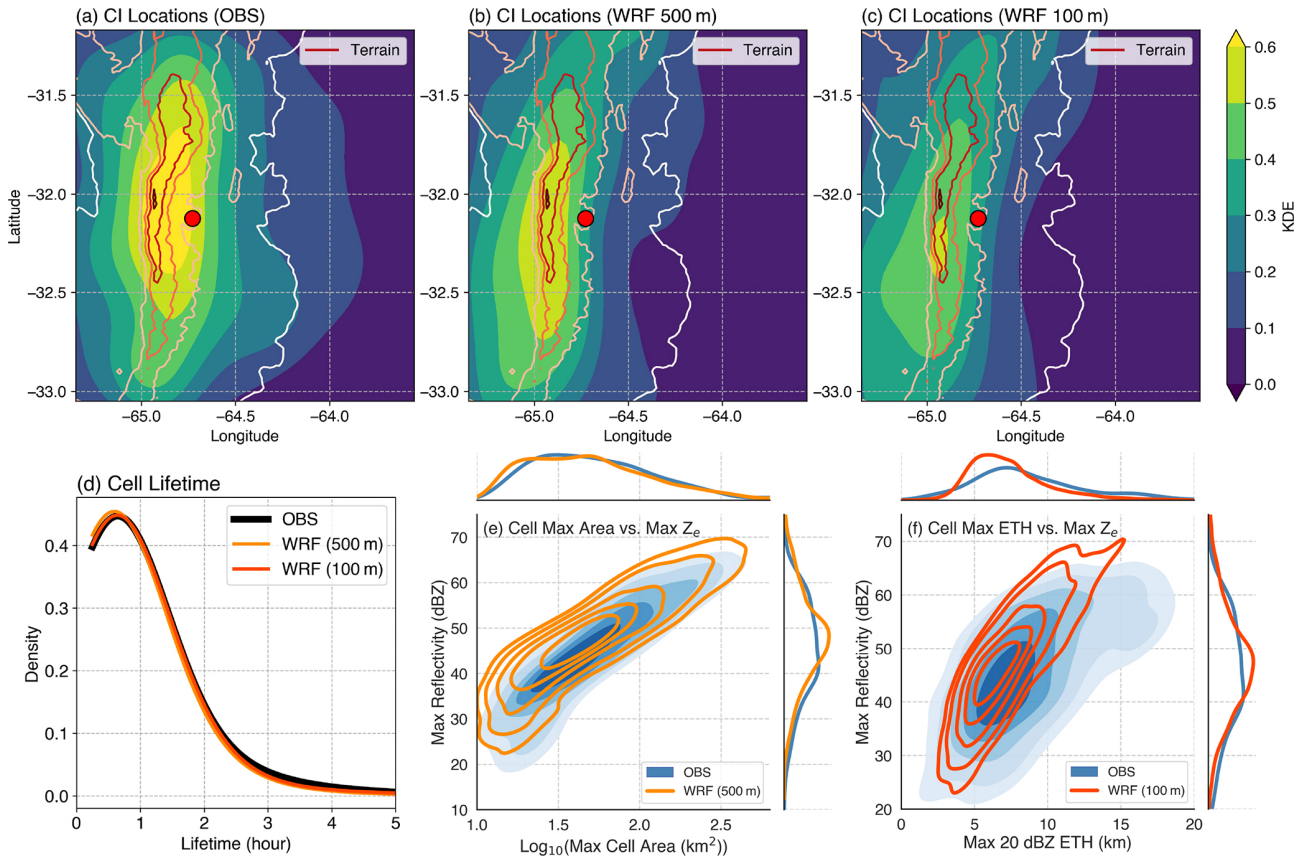 (a) CI Locations (OBS)
Terrain
−31.5
−32.0
−32.5
−33.0
Latitude
−65.0
−64.5
−64.0
Longitude
(b) CI Locations (WRF 500 m)
Terrain
−31.5
−32.0
−32.5
−33.0
−65.0
−64.5
−64.0
Longitude
(c) CI Locations (WRF 100 m)
Terrain
−31.5
−32.0
−32.5
−33.0
−65.0
−64.5
−64.0
Longitude
0.6
0.5
0.4
0.3
0.2
0.1
0.0
KDE
(d) Cell Lifetime
OBS
WRF (500 m)
WRF (100 m)
0.4
0.3
0.2
0.1
0.0
Density
0
1
2
3
4
5
Lifetime (hour)
(e) Cell Max Area vs. Max Zₑ
70
60
50
40
30
20
10
Max Reflectivity (dBZ)
OBS
WRF (500 m)
1.0
1.5
2.0
2.5
Log₁₀(Max Cell Area (km²))
(f) Cell Max ETH vs. Max Zₑ
70
60
50
40
30
20
Max Reflectivity (dBZ)
OBS
WRF (100 m)
0
5
10
15
20
Max 20 dBZ ETH (km)